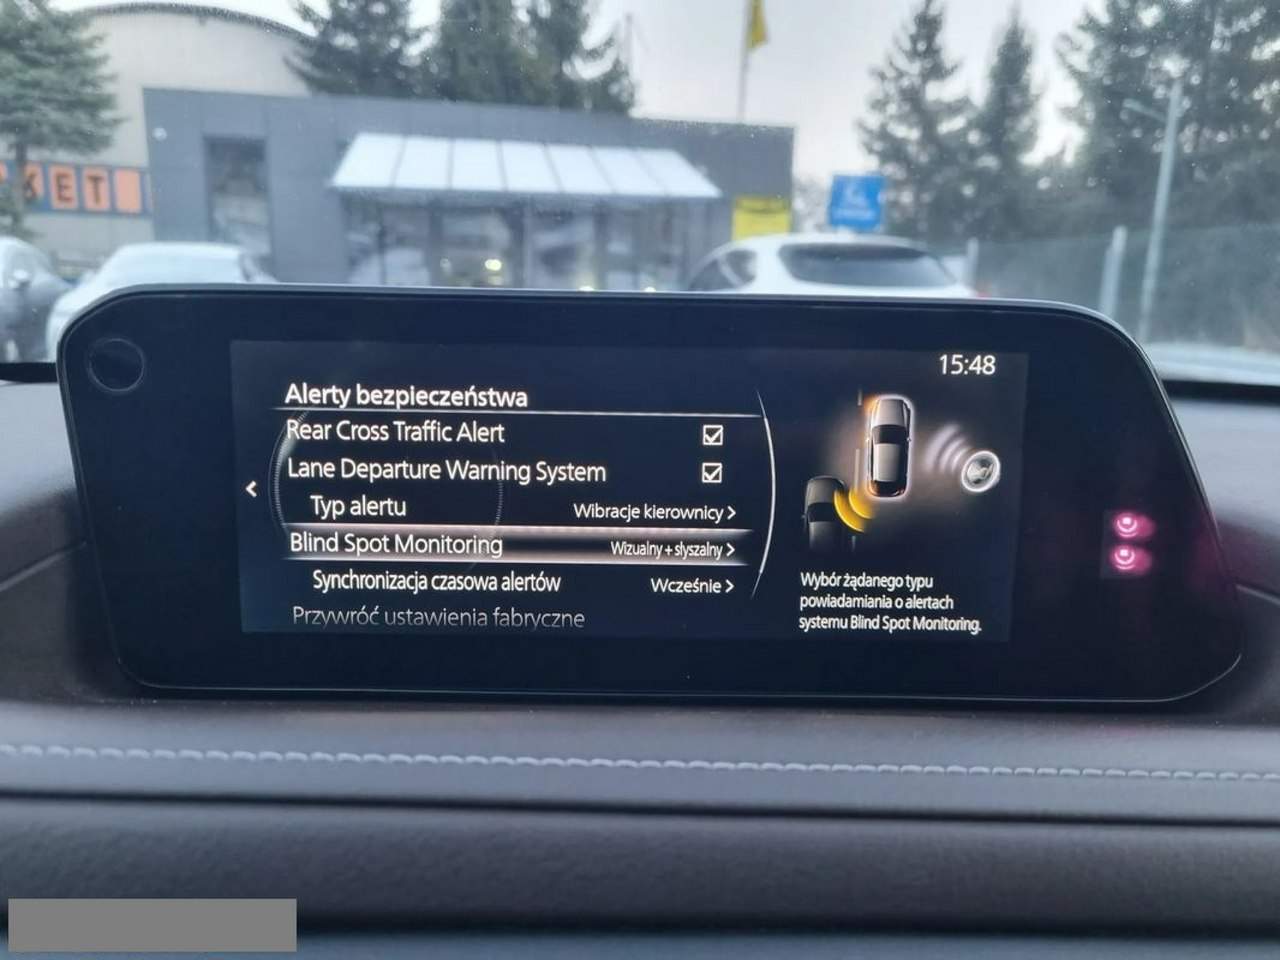 KET
15:48
Alerty bezpieczeństwa
Rear Cross Traffic Alert
Lane Departure Warning System
Typ alertu Wibracje kierownicy >
Blind Spot Monitoring Wizualny + słyszalny >
Synchronizacja czasowa alertów Wcześnie >
Przywróć ustawienia fabryczne
Wybór żądanego typu
powiadamiania o alertach
systemu Blind Spot Monitoring.